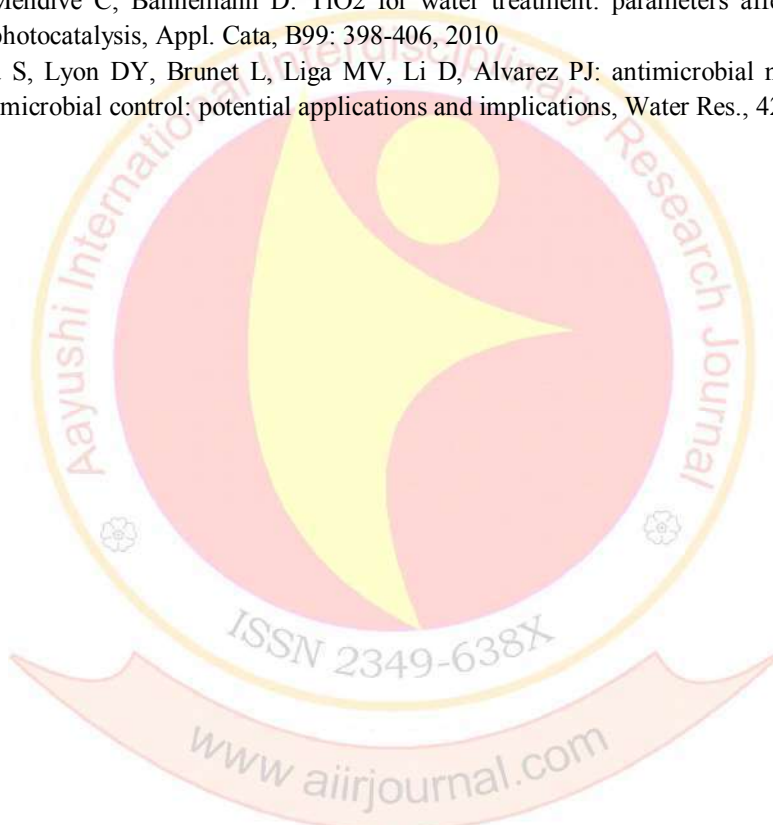 Mendive C, Bahnemann D: TiO2 for water treatment: parameters
photocatalysis, Appl. Cata, B99: 398-406, 2010
S, Lyon DY, Brunet L, Liga MV, Li D, Alvarez PJ: antimicrobial
microbial control: potential applications and implications, Water Res.,
Aayushi International Interdisciplinary Research Journal
ISSN 2349-638X
www aiirjournal.com